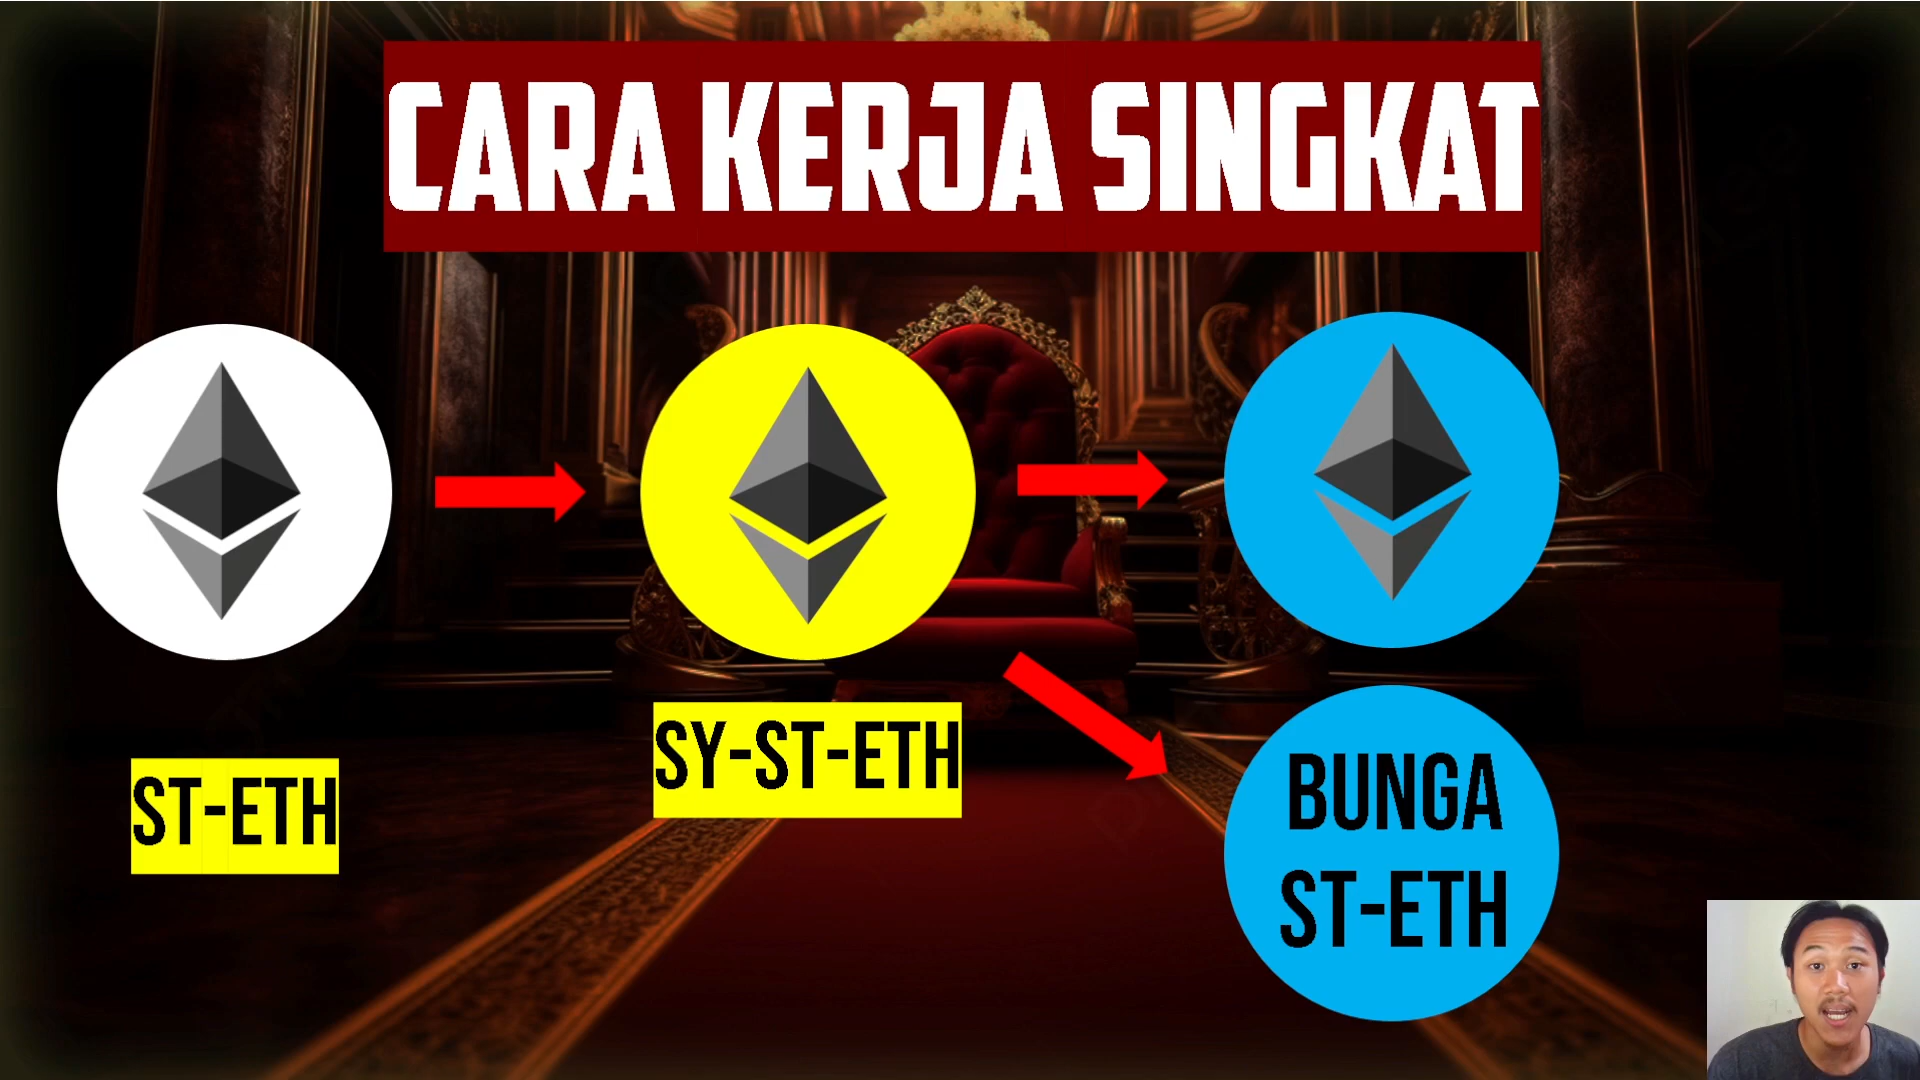 CARA KERJA SINGKAT
ST-ETH
SY-ST-ETH
BUNGA
ST-ETH